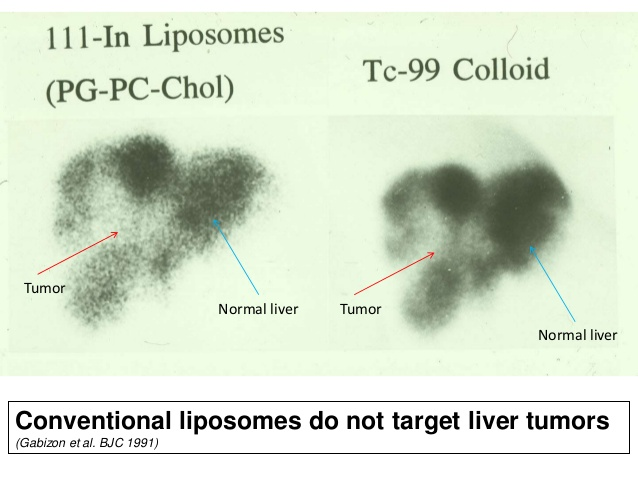 111-In Liposomes
(PG-PC-Chol)
Tc-99 Colloid
Tumor
Normal liver
Tumor
Normal liver
Conventional liposomes do not target liver tumors
(Gabizon et al. BJC 1991)